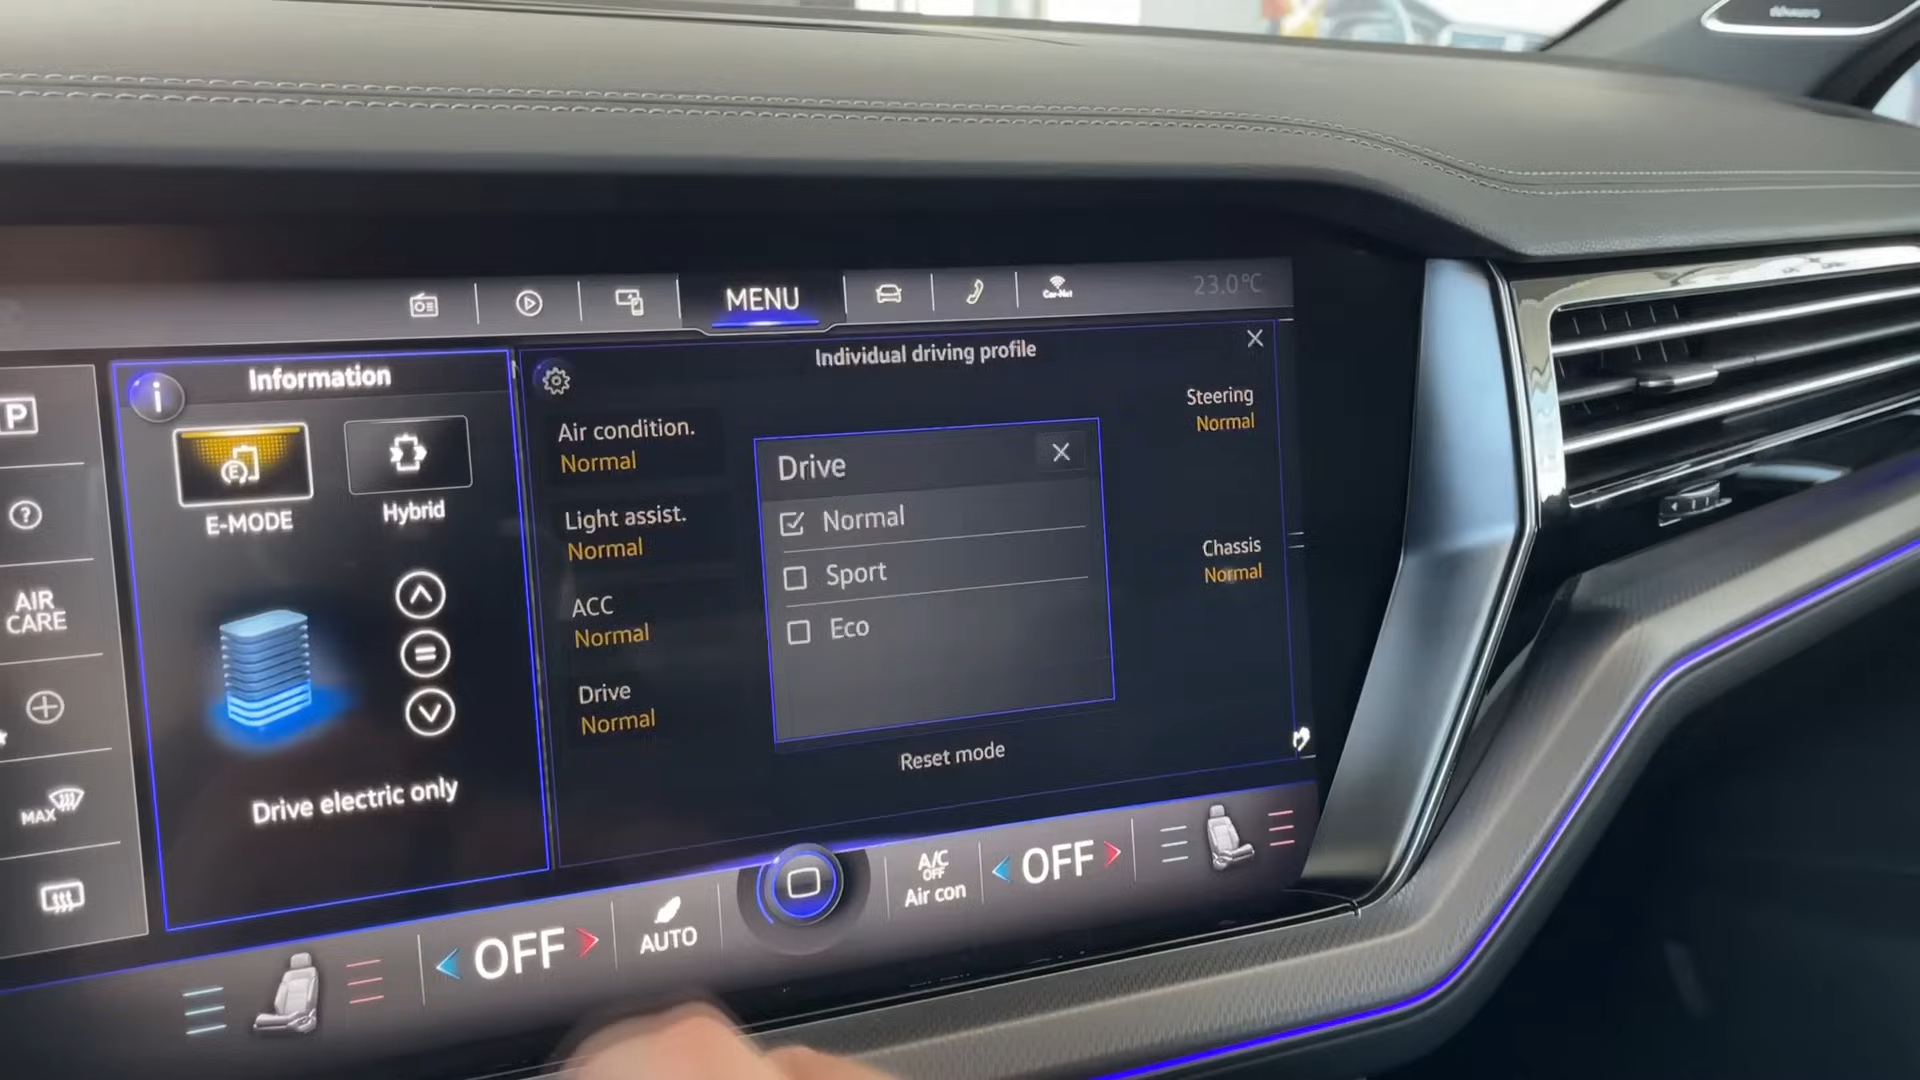 MENU
Car-Net
23.0°C
P
AIR
CARE
MAX
i
Information
E
E-MODE
Hybrid
Drive electric only
Individual driving profile
Air condition.
Normal
Light assist.
Normal
ACC
Normal
Drive
Normal
Drive
Normal
Sport
Eco
Steering
Normal
Chassis
Normal
Reset mode
OFF
AUTO
A/C
OFF
Air con
OFF